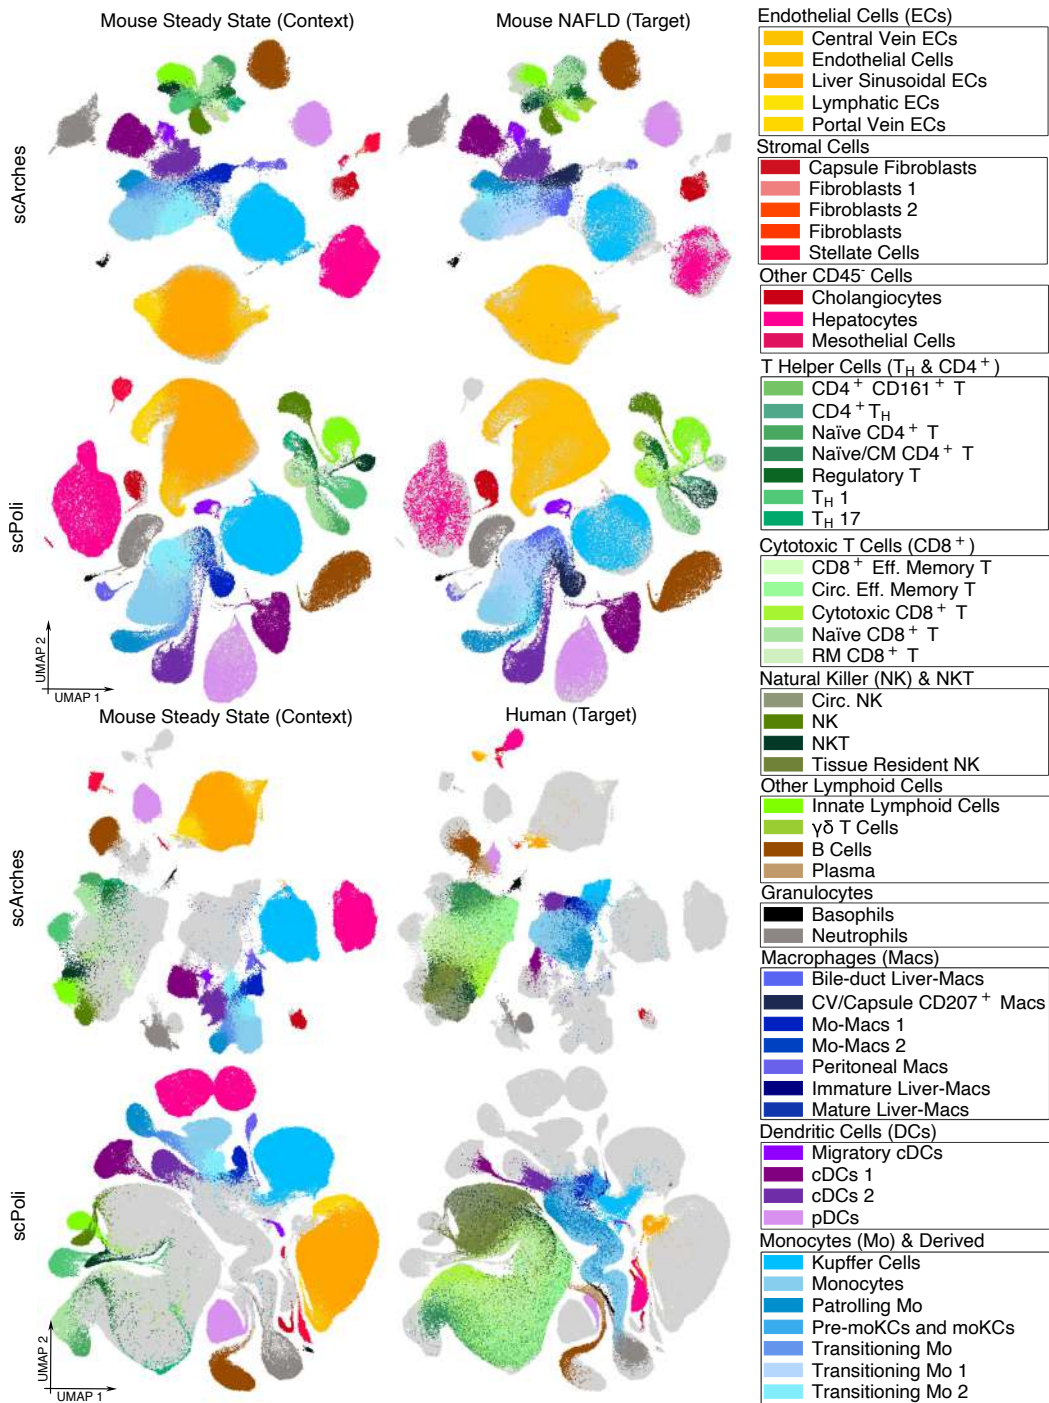 Mouse Steady State (Context)
Mouse NAFLD (Target)
scArches
scPoli
UMAP 2
UMAP 1
Mouse Steady State (Context)
Human (Target)
scArches
scPoli
UMAP 2
UMAP 1
Endothelial Cells (ECs)
Central Vein ECs
Endothelial Cells
Liver Sinusoidal ECs
Lymphatic ECs
Portal Vein ECs
Stromal Cells
Capsule Fibroblasts
Fibroblasts 1
Fibroblasts 2
Fibroblasts
Stellate Cells
Other CD45⁻ Cells
Cholangiocytes
Hepatocytes
Mesothelial Cells
T Helper Cells (T_H & CD4⁺)
CD4⁺ CD161⁺ T
CD4⁺T_H
Naïve CD4⁺ T
Naïve/CM CD4⁺ T
Regulatory T
T_H 1
T_H 17
Cytotoxic T Cells (CD8⁺)
CD8⁺ Eff. Memory T
Circ. Eff. Memory T
Cytotoxic CD8⁺ T
Naïve CD8⁺ T
RM CD8⁺ T
Natural Killer (NK) & NKT
Circ. NK
NK
NKT
Tissue Resident NK
Other Lymphoid Cells
Innate Lymphoid Cells
γδ T Cells
B Cells
Plasma
Granulocytes
Basophils
Neutrophils
Macrophages (Macs)
Bile-duct Liver-Macs
CV/Capsule CD207⁺ Macs
Mo-Macs 1
Mo-Macs 2
Peritoneal Macs
Immature Liver-Macs
Mature Liver-Macs
Dendritic Cells (DCs)
Migratory cDCs
cDCs 1
cDCs 2
pDCs
Monocytes (Mo) & Derived
Kupffer Cells
Monocytes
Patrolling Mo
Pre-moKCs and moKCs
Transitioning Mo
Transitioning Mo 1
Transitioning Mo 2